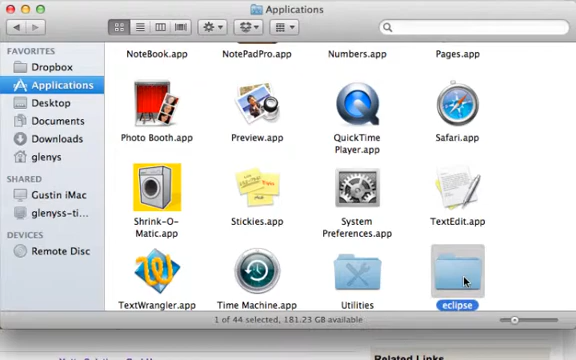 Applications
NoteBook.app NotePadPro.app Numbers.app Pages.app
FAVORITES
Dropbox
Applications
Desktop
Documents
Downloads
glenys
SHARED
Gustin iMac
glenyss-ti...
DEVICES
Remote Disc
Photo Booth.app Preview.app QuickTime Player.app Safari.app
Shrink-O-Matic.app Stickies.app System Preferences.app TextEdit.app
TextWrangler.app Time Machine.app Utilities eclipse
1 of 44 selected, 181.23 GB available
Related Links